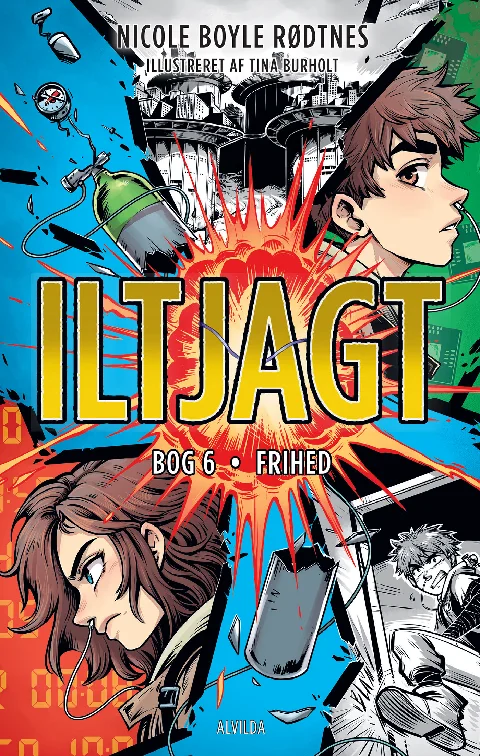 NICOLE BOYLE RØDTNES
ILLUSTRERET AF TINA BURHOLT
ILTJAGT
BOG 6 • FRIHED
ALVILDA